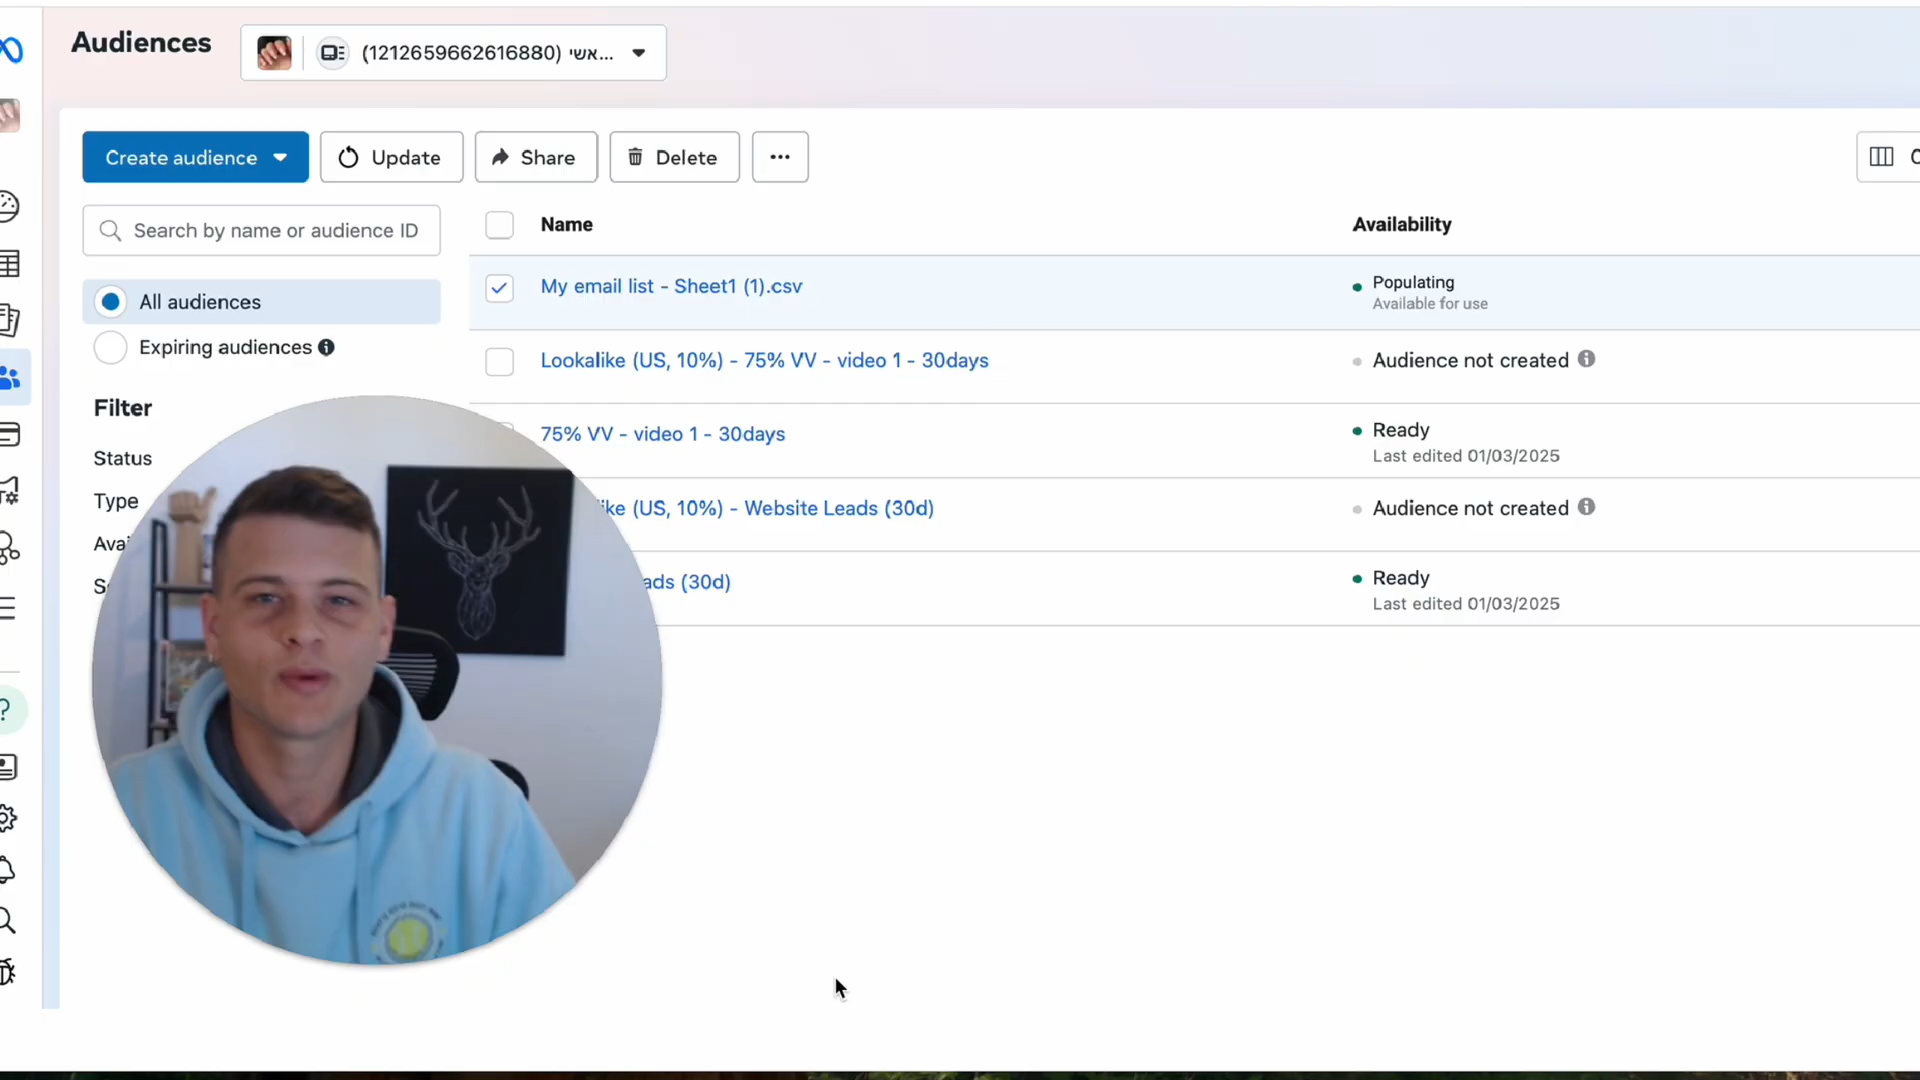 Audiences
(1212659662616880) אשי...
Create audience
Update
Share
Delete
Search by name or audience ID
Name
Availability
All audiences
Expiring audiences
My email list - Sheet1 (1).csv
Populating
Available for use
Lookalike (US, 10%) - 75% VV - video 1 - 30days
Audience not created
Filter
75% VV - video 1 - 30days
Ready
Last edited 01/03/2025
Status
Type
(US, 10%) - Website Leads (30d)
Audience not created
(30d)
Ready
Last edited 01/03/2025